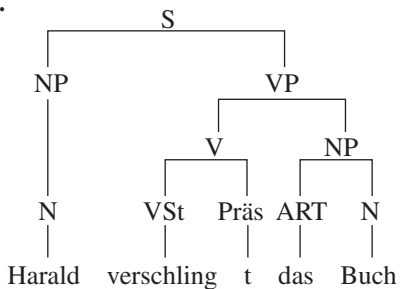 .
S
NP VP
V NP
N VSt Präs ART N
Harald verschling t das Buch